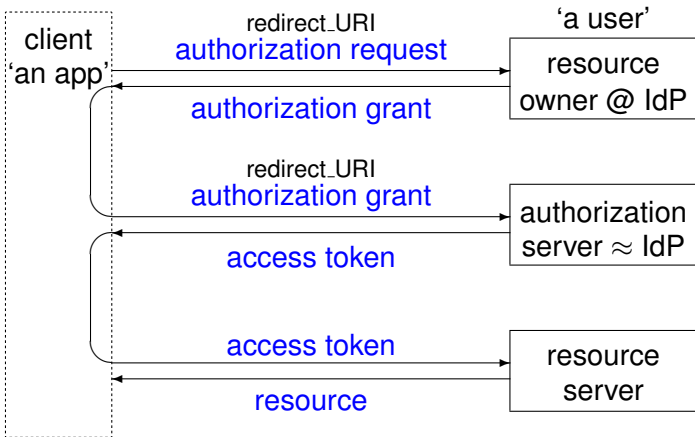 client
‘an app’
redirect_URI
authorization request
authorization grant
‘a user’
resource
owner @ IdP
redirect_URI
authorization grant
access token
authorization
server ≈ IdP
access token
resource
resource
server